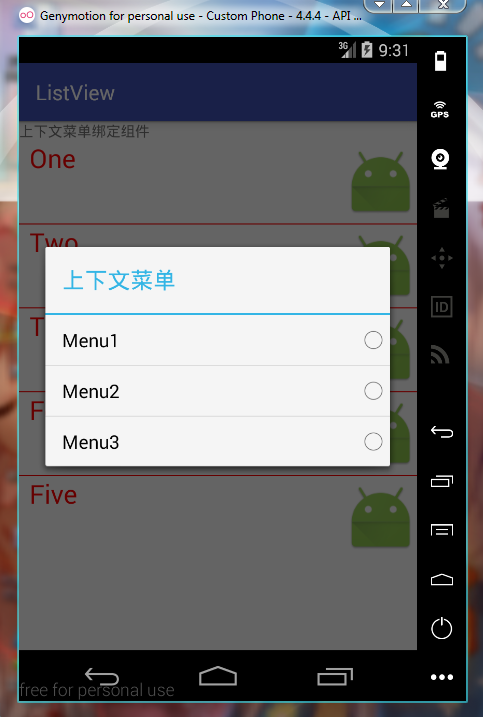 Genymotion for personal use - Custom Phone - 4.4.4 - API ...
3G 9:31
ListView
GPS
上下文菜单绑定组件
One
Two
上下文菜单
T
ID
Menu1
Menu2
F
Menu3
Five
free for personal use